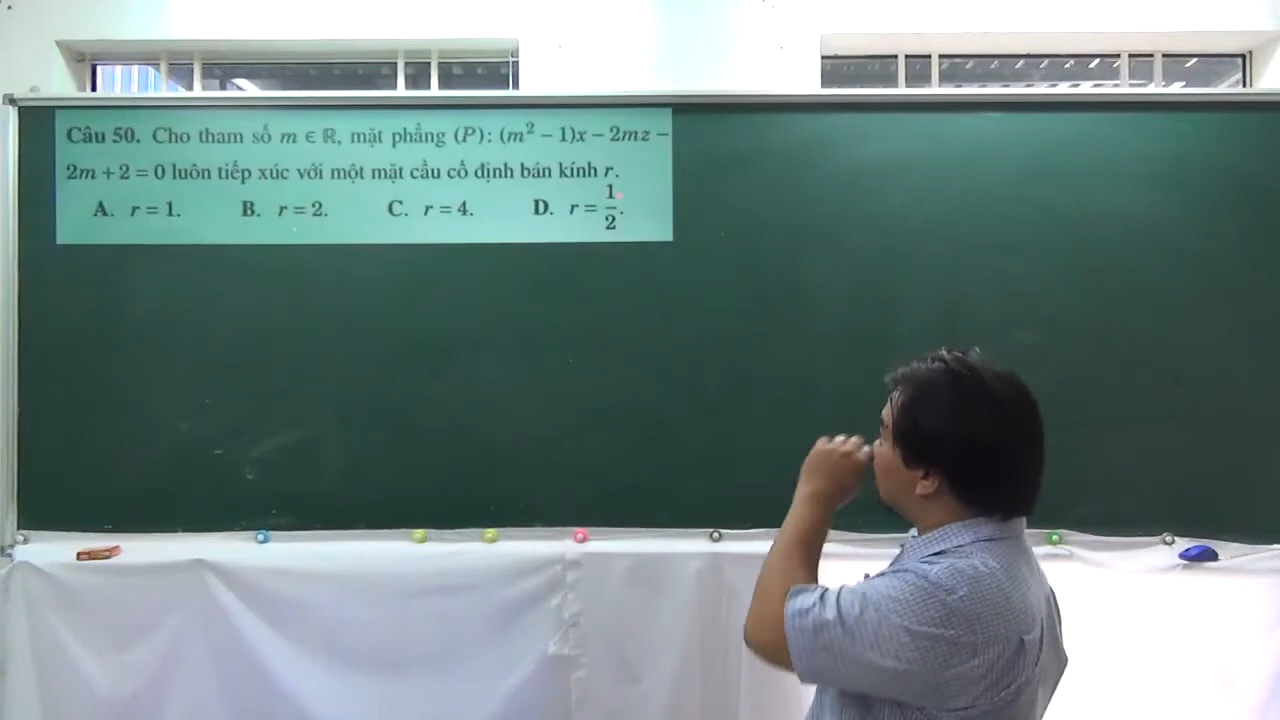 Câu 50. Cho tham số m ∈ ℝ, mặt phẳng (P): (m² − 1)x − 2mz −
2m + 2 = 0 luôn tiếp xúc với một mặt cầu cố định bán kính r.
A. r = 1. B. r = 2. C. r = 4. D. r = 1/2.